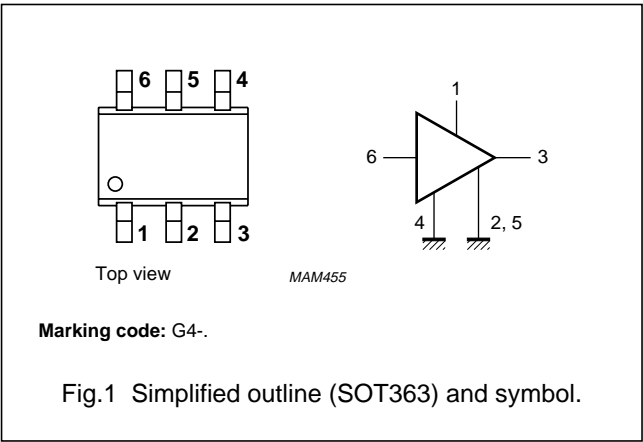 6 5 4
1
6 3
4 2, 5
1 2 3
Top view
MAM455
Marking code: G4-.
Fig.1 Simplified outline (SOT363) and symbol.